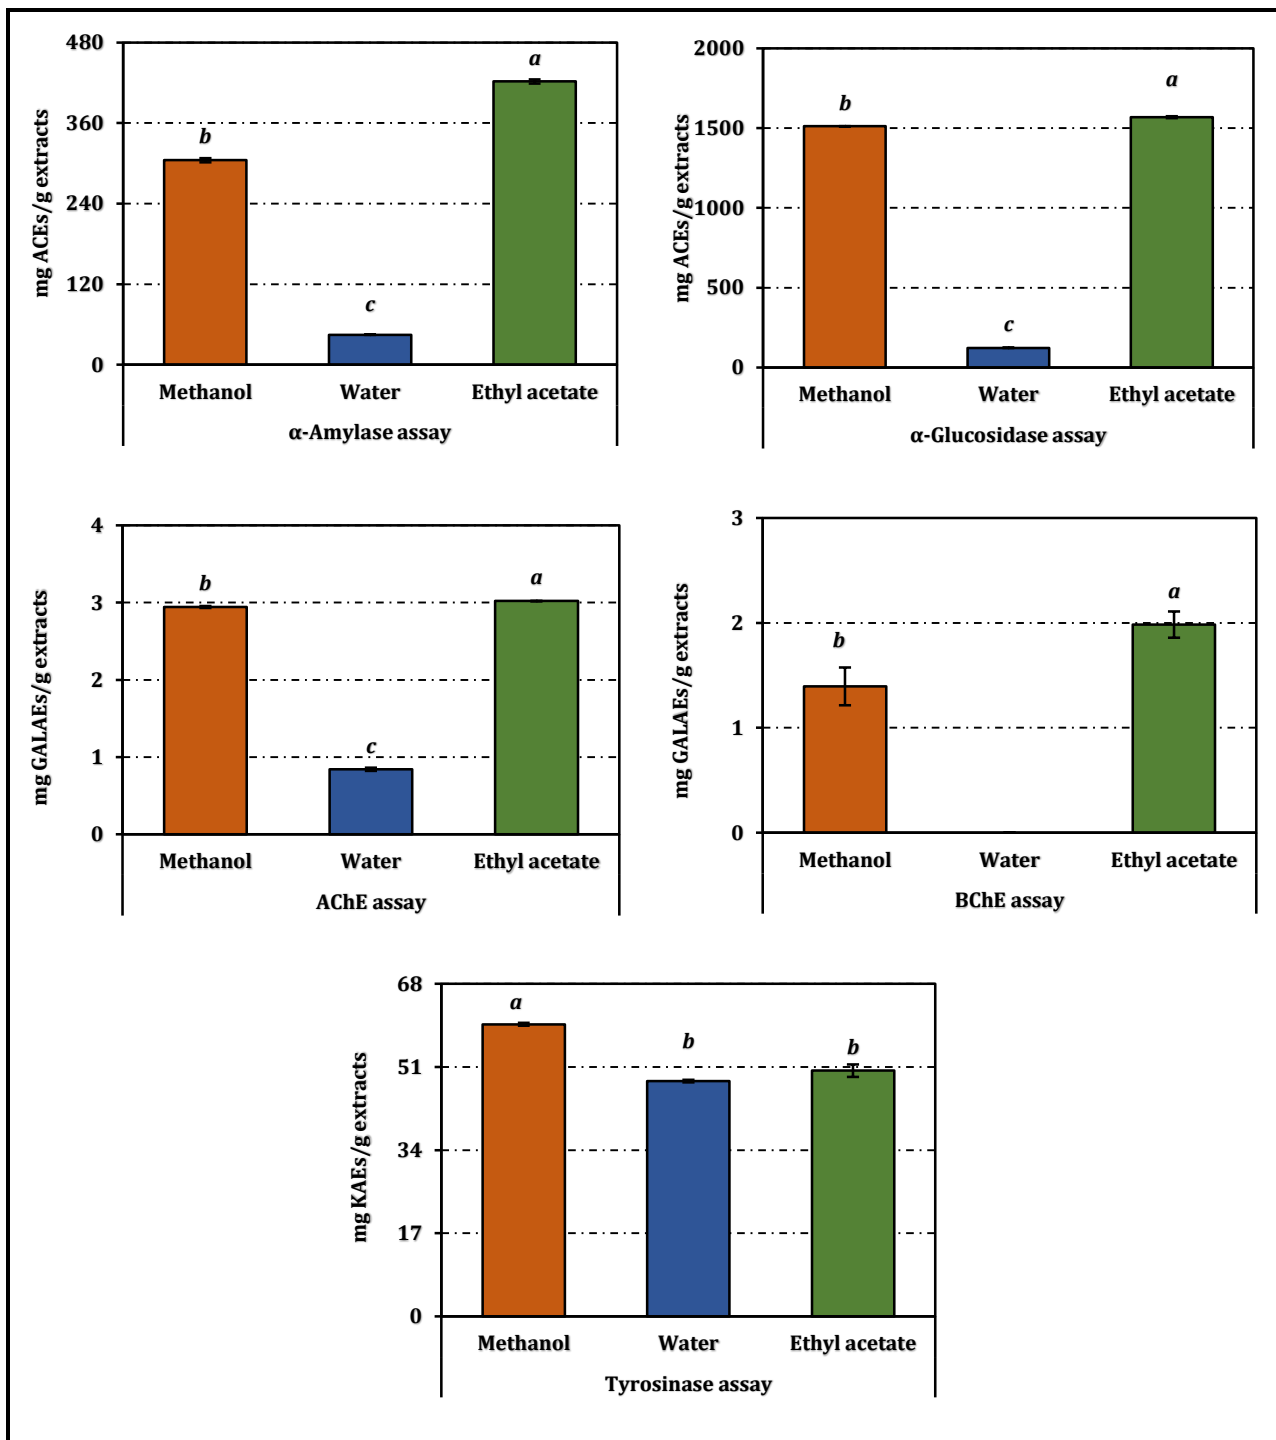 480
360
240
120
0
mg ACEs/g extracts
b
c
a
Methanol Water Ethyl acetate
α-Amylase assay
2000
1500
1000
500
0
mg ACEs/g extracts
b
c
a
Methanol Water Ethyl acetate
α-Glucosidase assay
4
3
2
1
0
mg GALAEs/g extracts
b
c
a
Methanol Water Ethyl acetate
AChE assay
3
2
1
0
mg GALAEs/g extracts
b
a
Methanol Water Ethyl acetate
BChE assay
68
51
34
17
0
mg KAEs/g extracts
a
b
b
Methanol Water Ethyl acetate
Tyrosinase assay